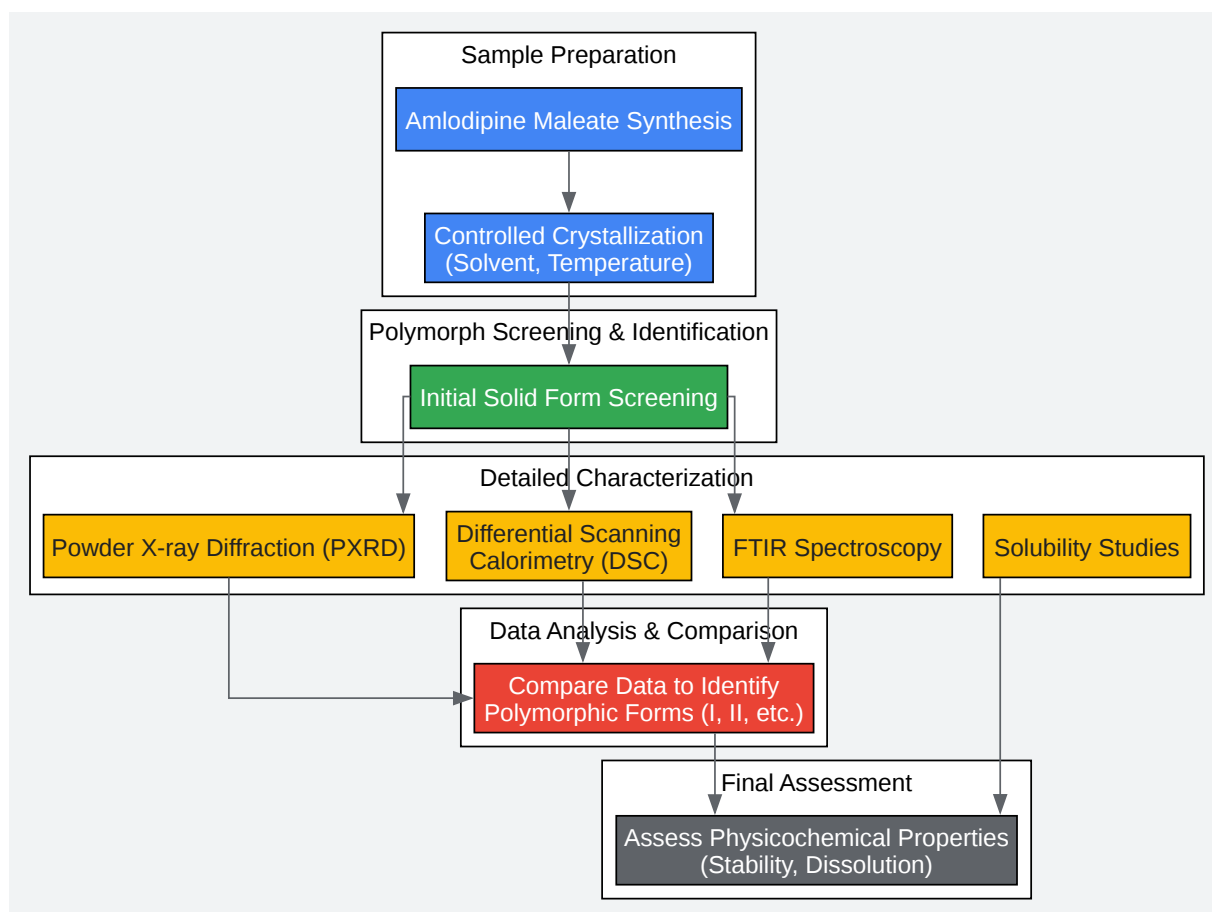 Sample Preparation
Amlodipine Maleate Synthesis
Controlled Crystallization
(Solvent, Temperature)
Polymorph Screening & Identification
Initial Solid Form Screening
Detailed Characterization
Powder X-ray Diffraction (PXRD)
Differential Scanning
Calorimetry (DSC)
FTIR Spectroscopy
Solubility Studies
Data Analysis & Comparison
Compare Data to Identify
Polymorphic Forms (I, II, etc.)
Final Assessment
Assess Physicochemical Properties
(Stability, Dissolution)